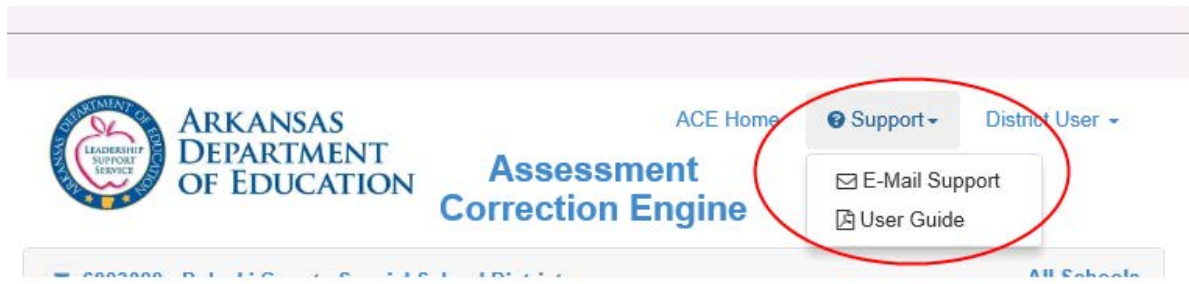 ARKANSAS DEPARTMENT OF EDUCATION
LEADERSHIP
SUPPORT
SERVICE
ARKANSAS
DEPARTMENT
OF EDUCATION
Assessment
Correction Engine
ACE Home
Support
District User
E-Mail Support
User Guide
All Schools